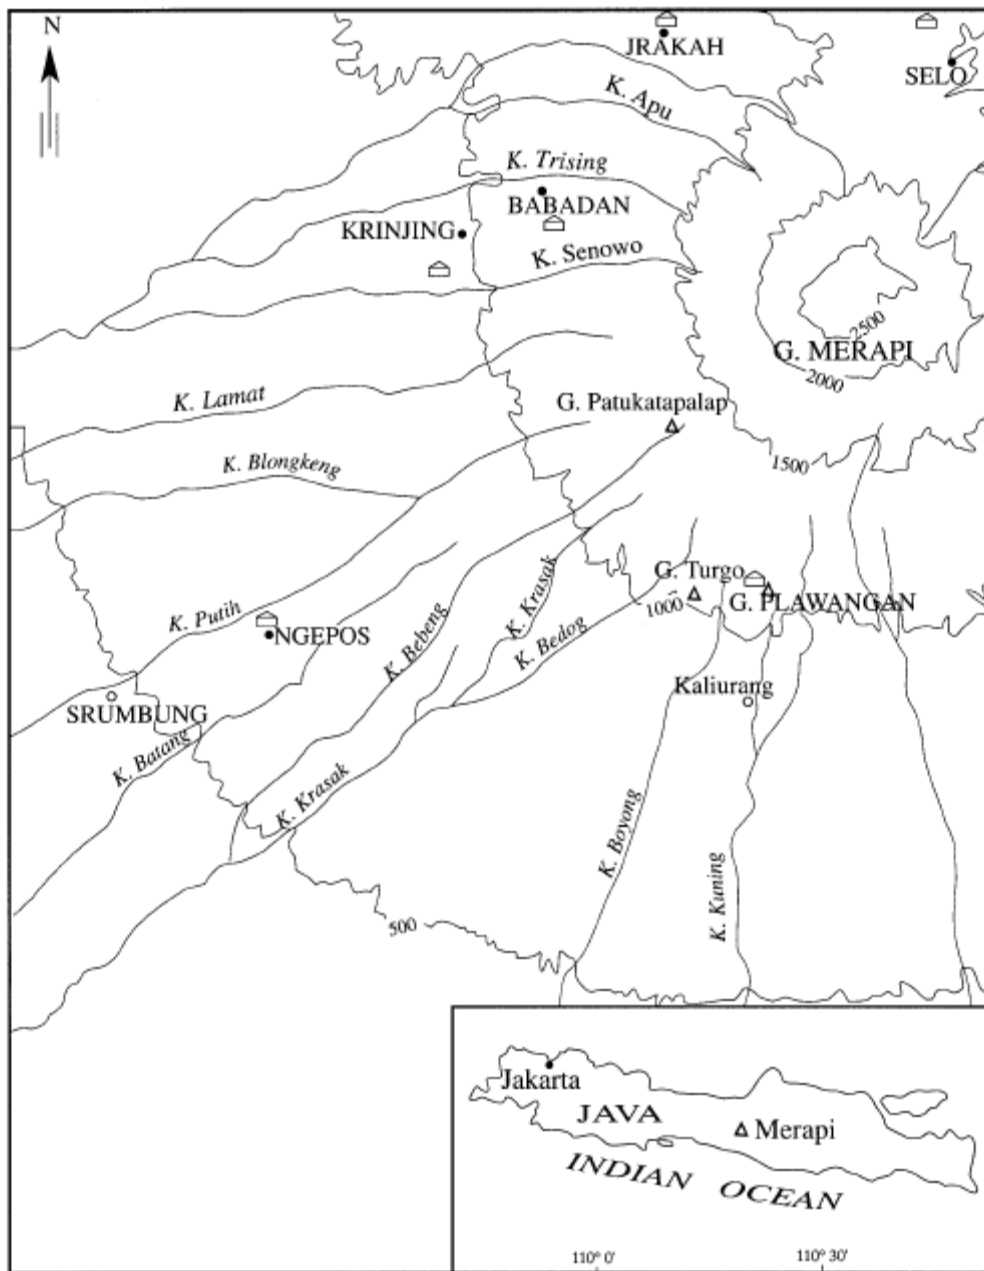 N
JRAKAH
SELO
K. Apu
K. Trising
BABADAN
KRINJING
K. Senowo
2500
G. MERAPI
2000
K. Lamat
G. Patukatapalap
K. Blongkeng
1500
G. Turgo
1000
G. PLAWANGAN
K. Putih
NGEPOS
K. Bebeng
K. Krasak
K. Bedog
Kaliurang
SRUMBUNG
K. Batang
K. Krasak
K. Boyong
K. Kuning
500
Jakarta
JAVA
Merapi
INDIAN OCEAN
110° 0'
110° 30'